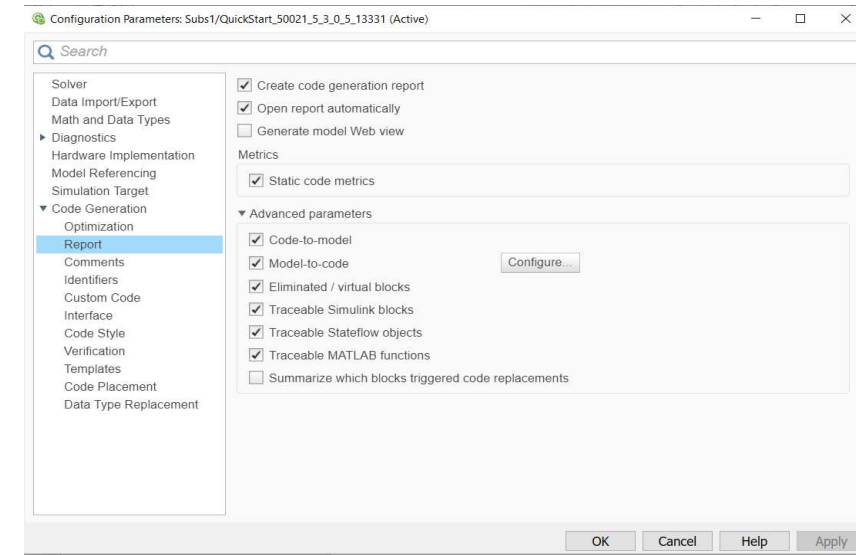 Configuration Parameters: Subs1/QuickStart_50021_5_3_0_5_13331 (Active)
Search
Solver
Data Import/Export
Math and Data Types
Diagnostics
Hardware Implementation
Model Referencing
Simulation Target
Code Generation
Optimization
Report
Comments
Identifiers
Custom Code
Interface
Code Style
Verification
Templates
Code Placement
Data Type Replacement
Create code generation report
Open report automatically
Generate model Web view
Metrics
Static code metrics
Advanced parameters
Code-to-model
Model-to-code Configure...
Eliminated / virtual blocks
Traceable Simulink blocks
Traceable Stateflow objects
Traceable MATLAB functions
Summarize which blocks triggered code replacements
OK Cancel Help Apply